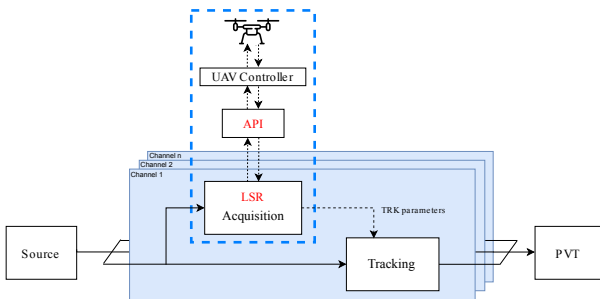 UAV Controller
API
Channel n
Channel 2
Channel 1
LSR
Acquisition
TRK parameters
Source
Tracking
PVT